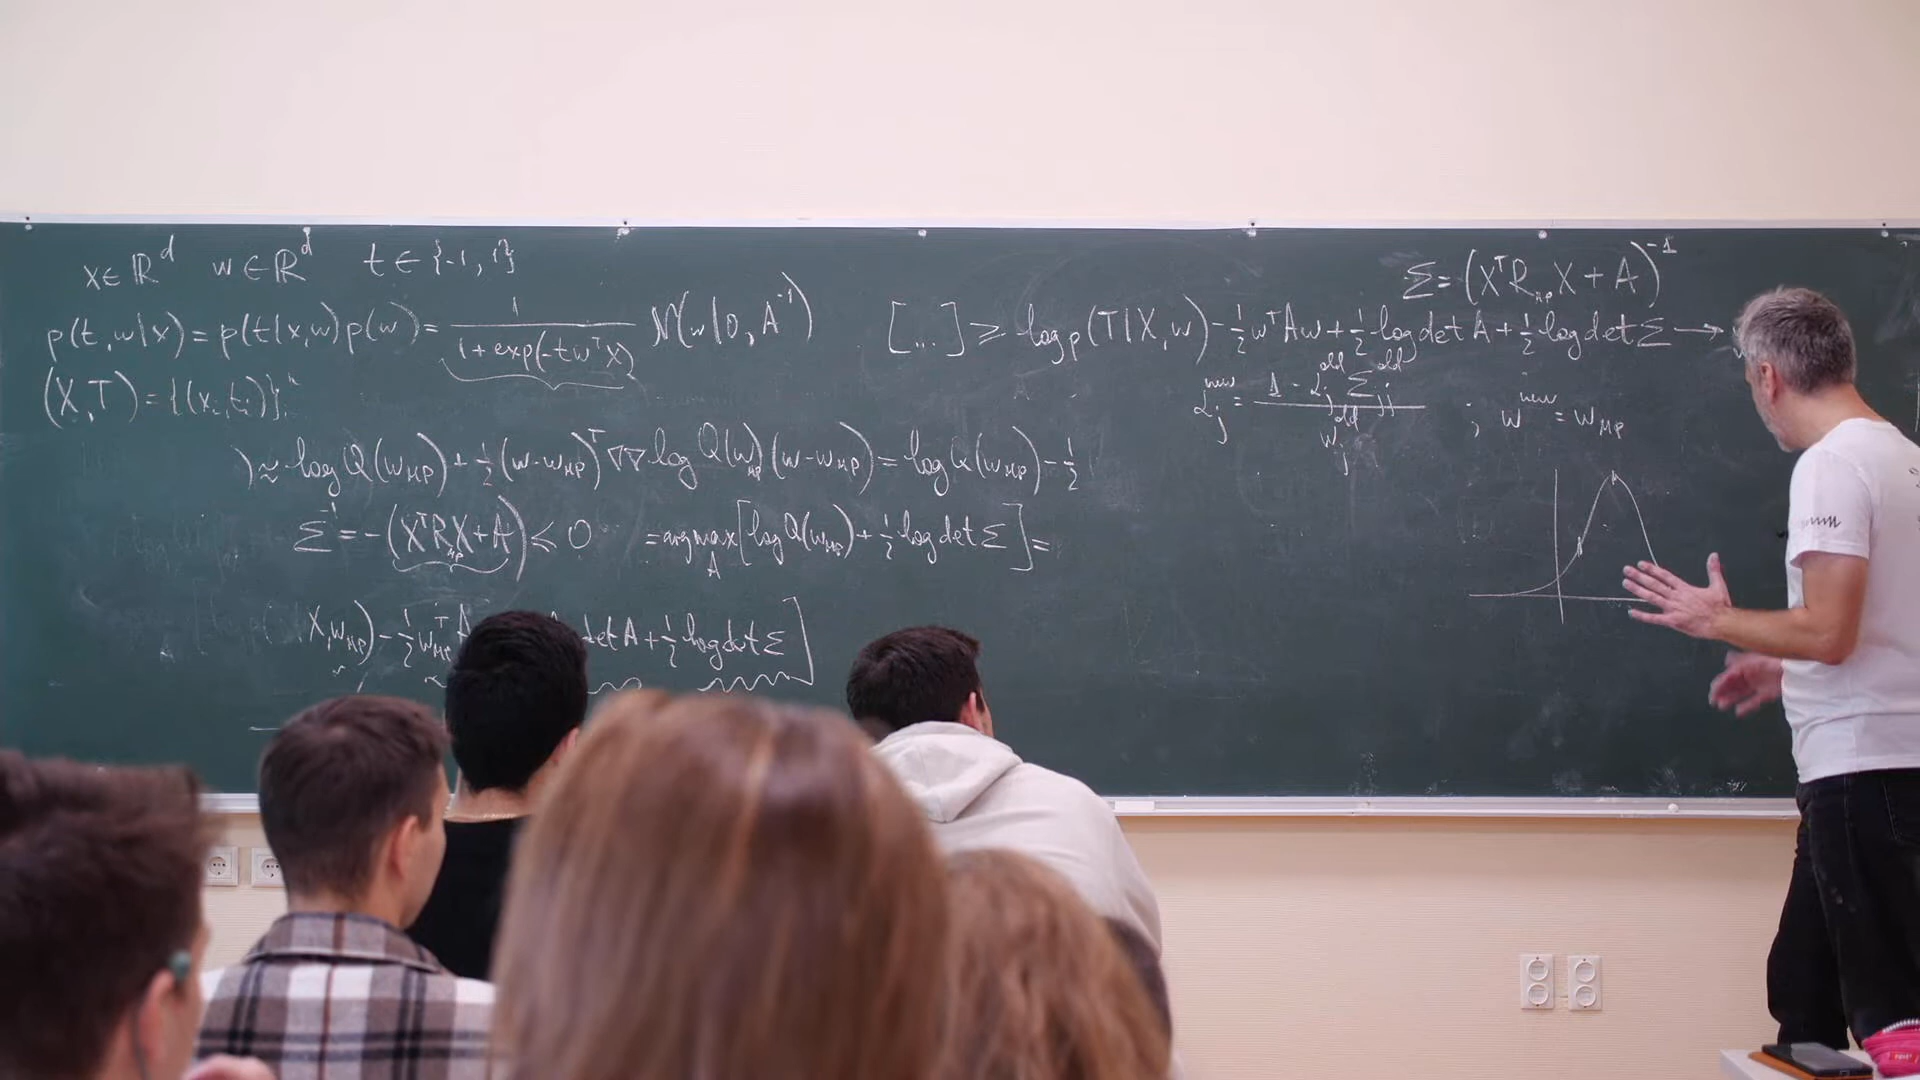 x∈ℝ^d w∈ℝ^d t∈{-1, 1}
p(t,w|x)=p(t|x,w)p(w)= 1/(1+exp(-tw^T x)) N(w|0, A^-1)
(X,T)={(x_i,t_i)}_i^n
)≈ log Q(w_MP) + 1/2 (w-w_MP)^T ∇∇ log Q(w_MP)(w-w_MP)= log Q(w_MP) - 1/2
Σ^-1 = -(X^T R_MP X+A) ≤ 0 = argmax_A [log Q(w_MP)+ 1/2 log det Σ] =
X,w_MP) - 1/2 w_MP^T A det A + 1/2 log det Σ]
Σ=(X^T R_MP X + A)^-1
[...] ≥ log p(T|X,w) - 1/2 w^T A w + 1/2 log det A + 1/2 log det Σ →
α_j^new = (1 - α_j^old Σ_jj^old)/w_j^old ; w^new = w_MP